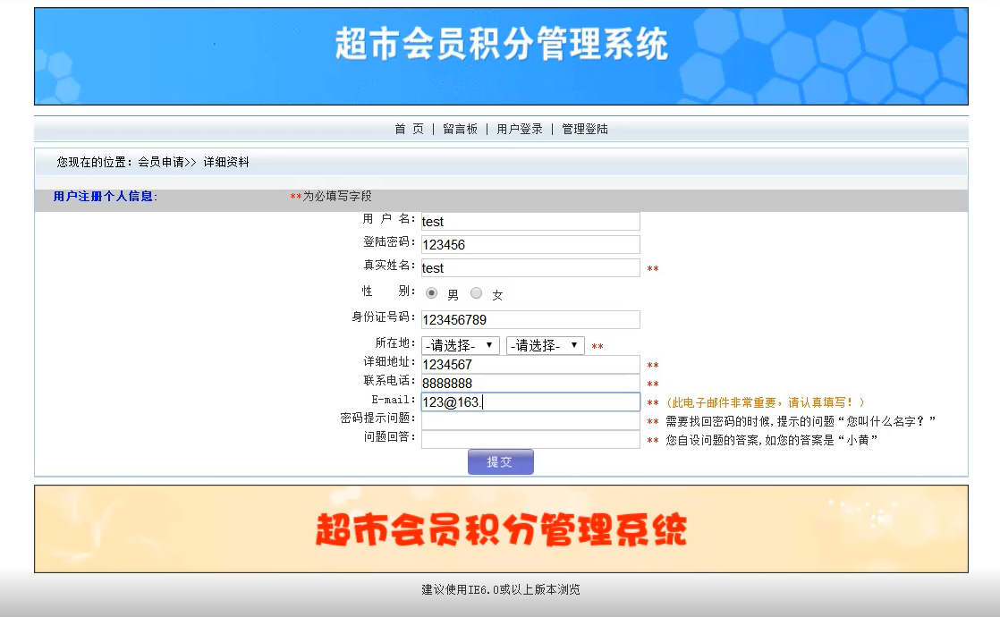 超市会员积分管理系统
首 页 | 留言板 | 用户登录 | 管理登陆
您现在的位置：会员申请>> 详细资料
用户注册个人信息: **为必填写字段
用 户 名: test
登陆密码: 123456
真实姓名: test **
性 别: 男 女
身份证号码: 123456789
所在地: -请选择- -请选择- **
详细地址: 1234567 **
联系电话: 8888888 **
E-mail: 123@163. ** （此电子邮件非常重要，请认真填写！）
密码提示问题: ** 需要找回密码的时候,提示的问题“您叫什么名字？”
问题回答: ** 您自设问题的答案,如您的答案是“小黄”
提交
超市会员积分管理系统
建议使用IE6.0或以上版本浏览